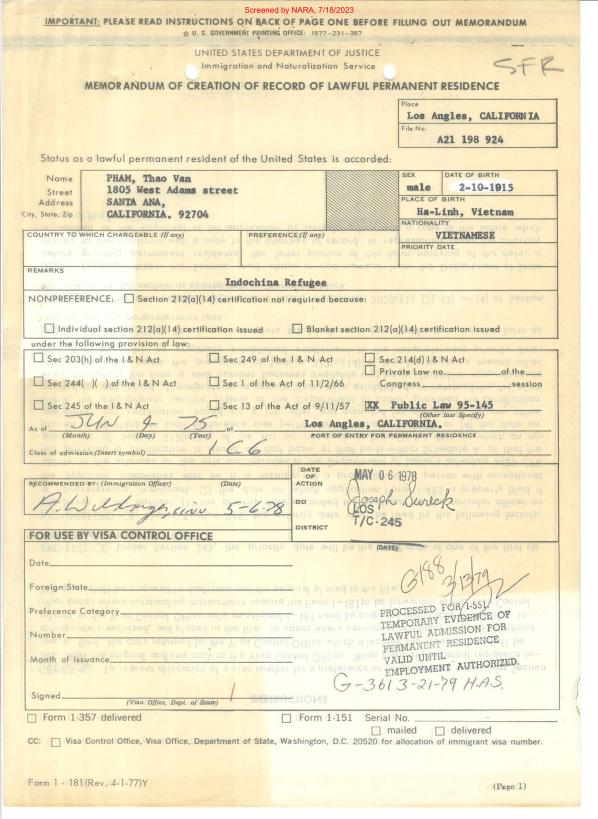 Screened by NARA, 7/18/2023
IMPORTANT: PLEASE READ INSTRUCTIONS ON BACK OF PAGE ONE BEFORE FILLING OUT MEMORANDUM
☆ U. S. GOVERNMENT PRINTING OFFICE: 1977-231-387
UNITED STATES DEPARTMENT OF JUSTICE
Immigration and Naturalization Service
SFR
MEMORANDUM OF CREATION OF RECORD OF LAWFUL PERMANENT RESIDENCE
Place
Los Angles, CALIFORNIA
File No.
A21 198 924
Status as a lawful permanent resident of the United States is accorded:
Name PHAM, Thao Van
Street 1805 West Adams street
Address SANTA ANA,
City, State, Zip CALIFORNIA. 92704
SEX DATE OF BIRTH
male 2-10-1915
PLACE OF BIRTH
Ha-Linh, Vietnam
NATIONALITY
VIETNAMESE
COUNTRY TO WHICH CHARGEABLE (If any) PREFERENCE (If any) PRIORITY DATE
REMARKS
Indochina Refugee
NONPREFERENCE: Section 212(a)(14) certification not required because:
Individual section 212(a)(14) certification issued Blanket section 212(a)(14) certification issued
under the following provision of law:
Sec 203(h) of the I & N Act Sec 249 of the I & N Act Sec 214(d) I & N Act
Private Law no. of the
Sec 244( )( ) of the I & N Act Sec 1 of the Act of 11/2/66 Congress session
Sec 245 of the I & N Act Sec 13 of the Act of 9/11/57 XX Public Law 95-145
(Other law Specify)
As of JUN 9 75 at Los Angles, CALIFORNIA.
(Month) (Day) (Year) PORT OF ENTRY FOR PERMANENT RESIDENCE
Class of admission (Insert symbol) IC6
RECOMMENDED BY: (Immigration Officer) (Date)
5-6-78
DATE OF ACTION MAY 06 1978
DD Joseph Sureck
LOS
DISTRICT T/C-245
(DATE)
FOR USE BY VISA CONTROL OFFICE
Date
Foreign State
Preference Category
Number
Month of Issuance
Signed
(Visa Office, Dept. of State)
G188 3/13/79
PROCESSED FOR I-551.
TEMPORARY EVIDENCE OF
LAWFUL ADMISSION FOR
PERMANENT RESIDENCE
VALID UNTIL
EMPLOYMENT AUTHORIZED.
G-361 3-21-79 H.A.S.
Form 1-357 delivered Form 1-151 Serial No.
mailed delivered
CC: Visa Control Office, Visa Office, Department of State, Washington, D.C. 20520 for allocation of immigrant visa number.
Form 1 - 181 (Rev. 4-1-77)Y (Page 1)